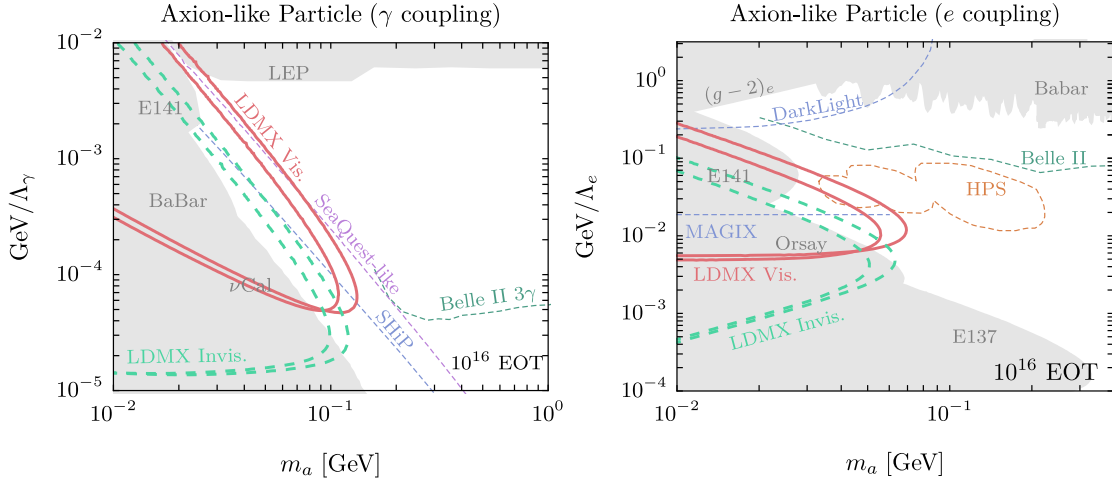 Axion-like Particle (γ coupling)
10⁻²
10⁻³
10⁻⁴
10⁻⁵
GeV/Λγ
LEP
E141
LDMX Vis.
BaBar
SeaQuest-like
νCal
Belle II 3γ
SHiP
LDMX Invis.
10¹⁶ EOT
10⁻² 10⁻¹ 10⁰
mₐ [GeV]
Axion-like Particle (e coupling)
10⁰
10⁻¹
10⁻²
10⁻³
10⁻⁴
GeV/Λₑ
(g − 2)ₑ
Babar
DarkLight
Belle II
E141
HPS
MAGIX
Orsay
LDMX Vis.
LDMX Invis.
E137
10¹⁶ EOT
10⁻² 10⁻¹
mₐ [GeV]